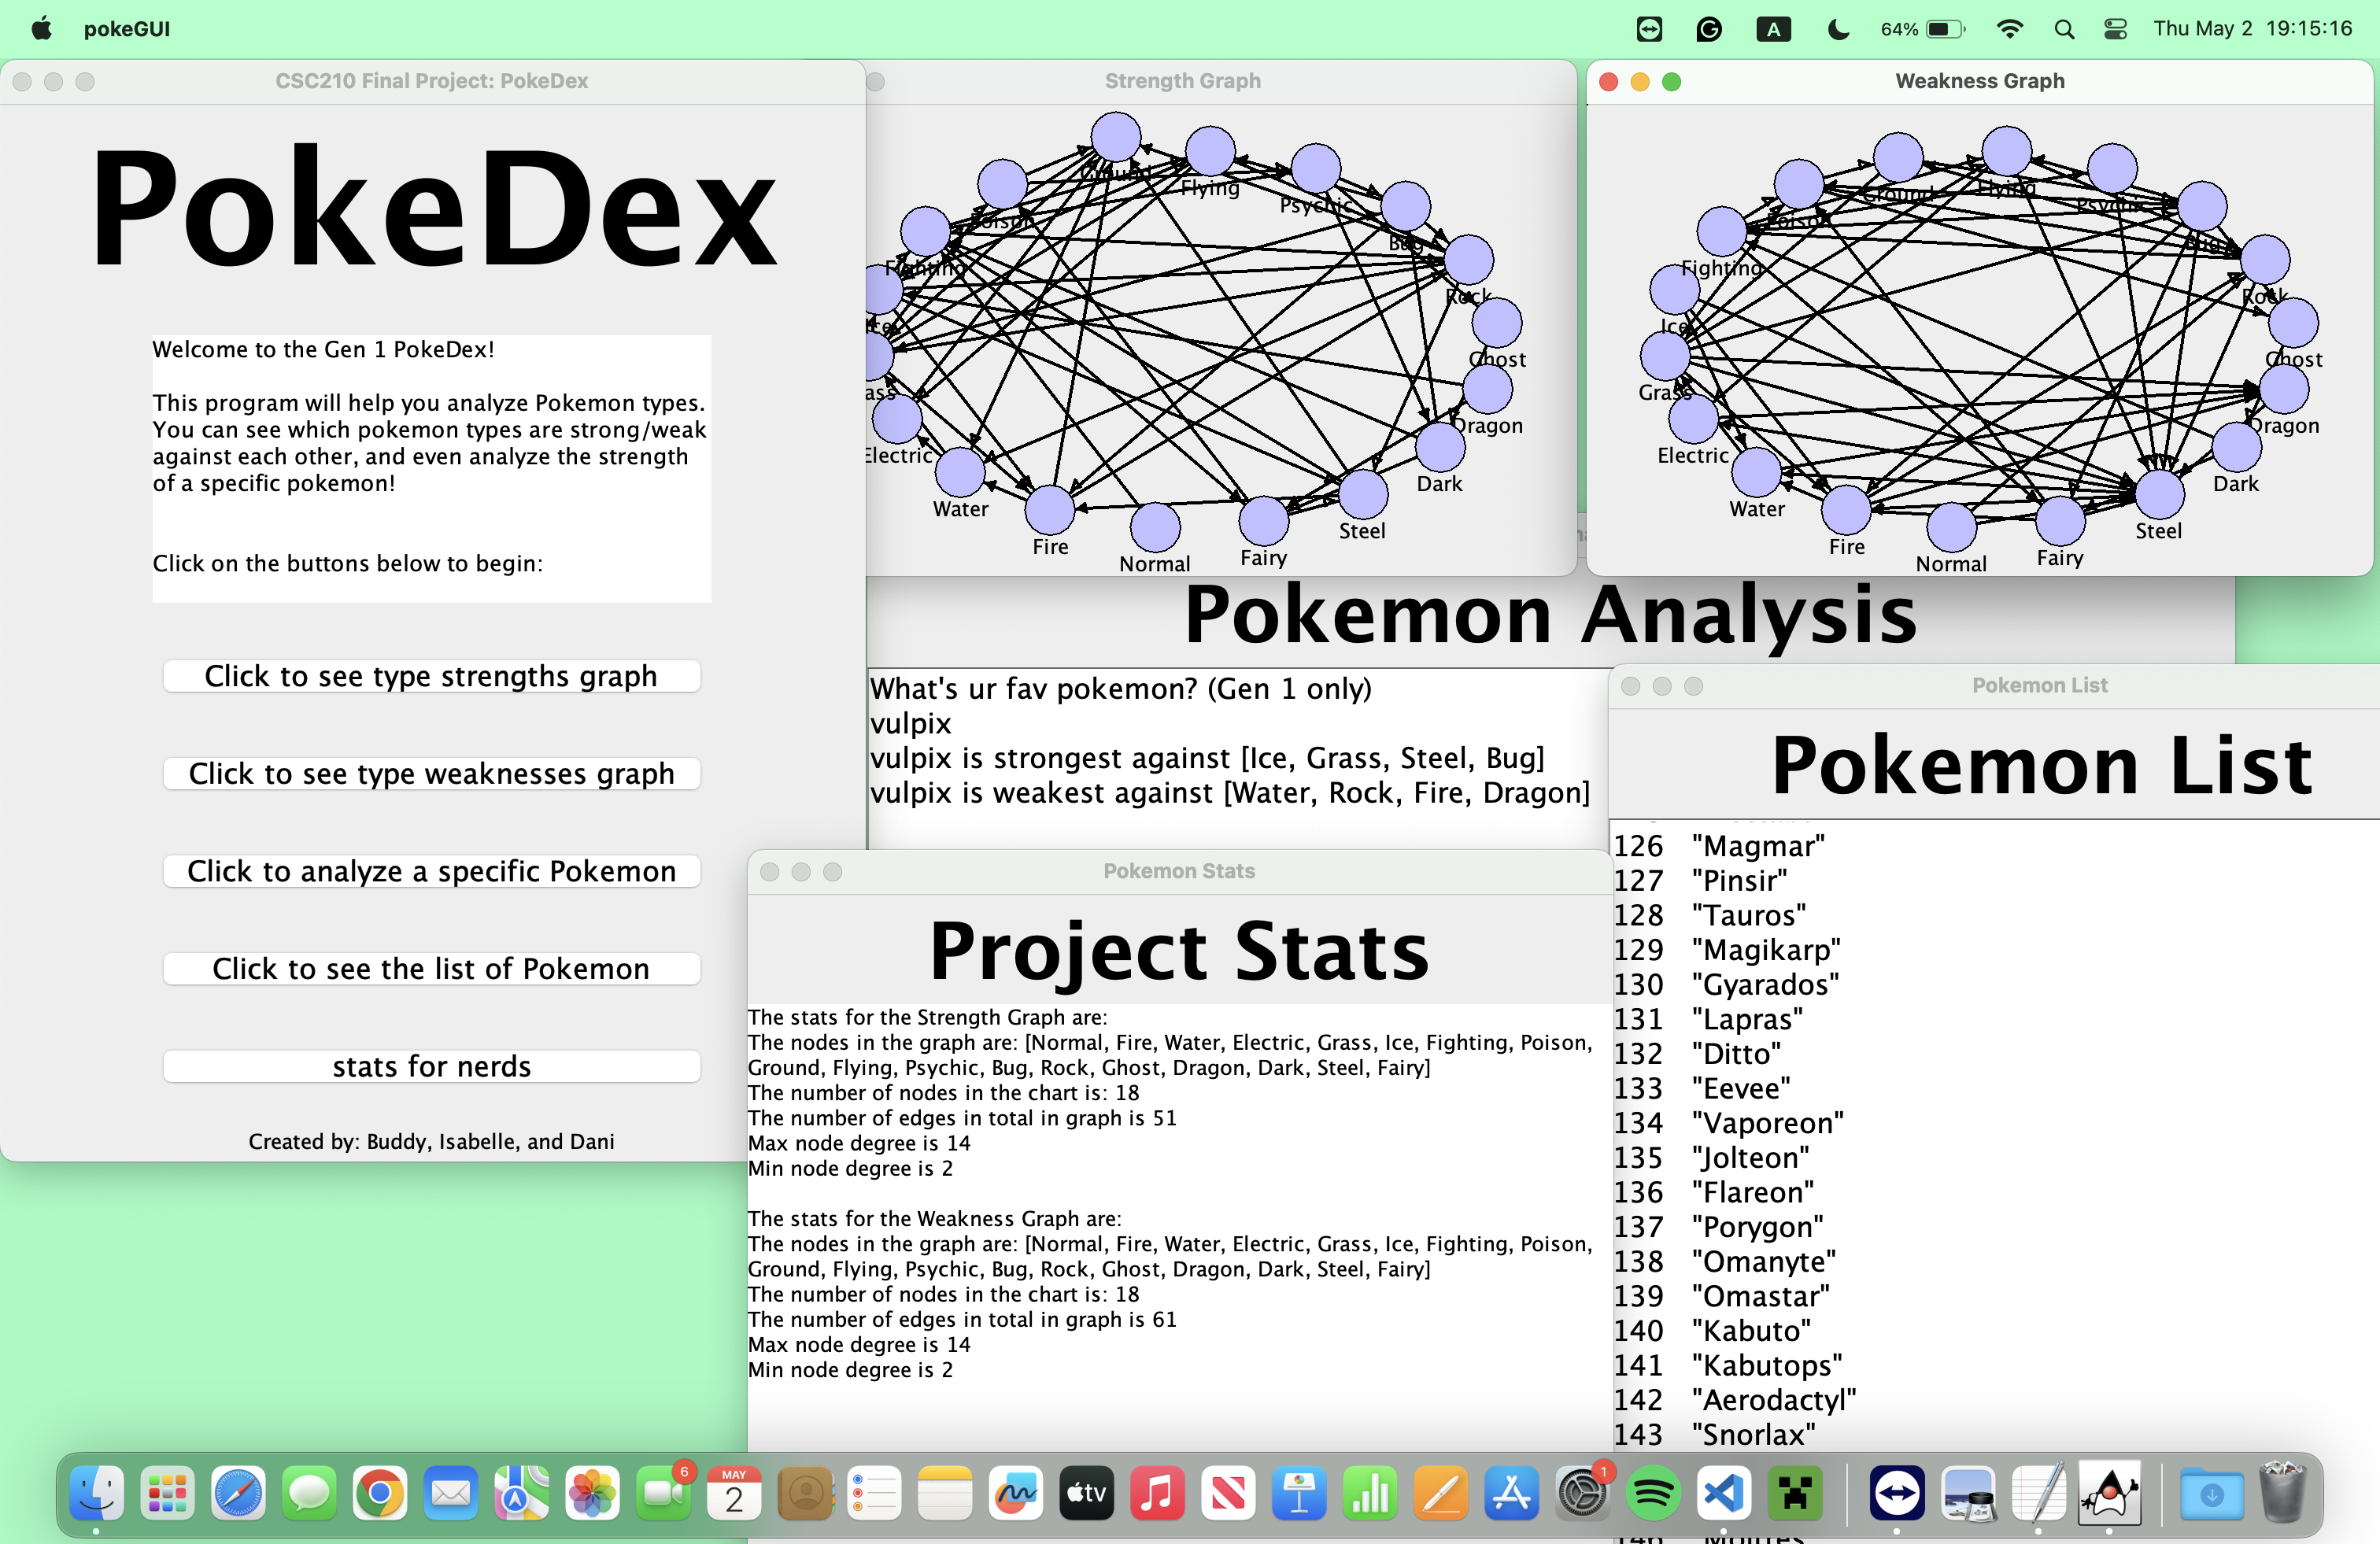 pokeGUI
64%
Thu May 2 19:15:16
CSC210 Final Project: PokeDex
PokeDex
Welcome to the Gen 1 PokeDex!
This program will help you analyze Pokemon types.
You can see which pokemon types are strong/weak
against each other, and even analyze the strength
of a specific pokemon!
Click on the buttons below to begin:
Click to see type strengths graph
Click to see type weaknesses graph
Click to analyze a specific Pokemon
Click to see the list of Pokemon
stats for nerds
Created by: Buddy, Isabelle, and Dani
Strength Graph
Ground
Flying
Psychic
Poison
Bug
Fighting
Rock
Ice
Ghost
ass
Dragon
Electric
Dark
Water
Steel
Fire
Fairy
Normal
Weakness Graph
Ground
Flying
Psychic
Poison
Bug
Fighting
Rock
Ice
Ghost
Grass
Dragon
Electric
Dark
Water
Steel
Fire
Fairy
Normal
Pokemon Analysis
What's ur fav pokemon? (Gen 1 only)
vulpix
vulpix is strongest against [Ice, Grass, Steel, Bug]
vulpix is weakest against [Water, Rock, Fire, Dragon]
Pokemon Stats
Project Stats
The stats for the Strength Graph are:
The nodes in the graph are: [Normal, Fire, Water, Electric, Grass, Ice, Fighting, Poison,
Ground, Flying, Psychic, Bug, Rock, Ghost, Dragon, Dark, Steel, Fairy]
The number of nodes in the chart is: 18
The number of edges in total in graph is 51
Max node degree is 14
Min node degree is 2
The stats for the Weakness Graph are:
The nodes in the graph are: [Normal, Fire, Water, Electric, Grass, Ice, Fighting, Poison,
Ground, Flying, Psychic, Bug, Rock, Ghost, Dragon, Dark, Steel, Fairy]
The number of nodes in the chart is: 18
The number of edges in total in graph is 61
Max node degree is 14
Min node degree is 2
Pokemon List
Pokemon List
126 "Magmar"
127 "Pinsir"
128 "Tauros"
129 "Magikarp"
130 "Gyarados"
131 "Lapras"
132 "Ditto"
133 "Eevee"
134 "Vaporeon"
135 "Jolteon"
136 "Flareon"
137 "Porygon"
138 "Omanyte"
139 "Omastar"
140 "Kabuto"
141 "Kabutops"
142 "Aerodactyl"
143 "Snorlax"
6
MAY
2
tv
1